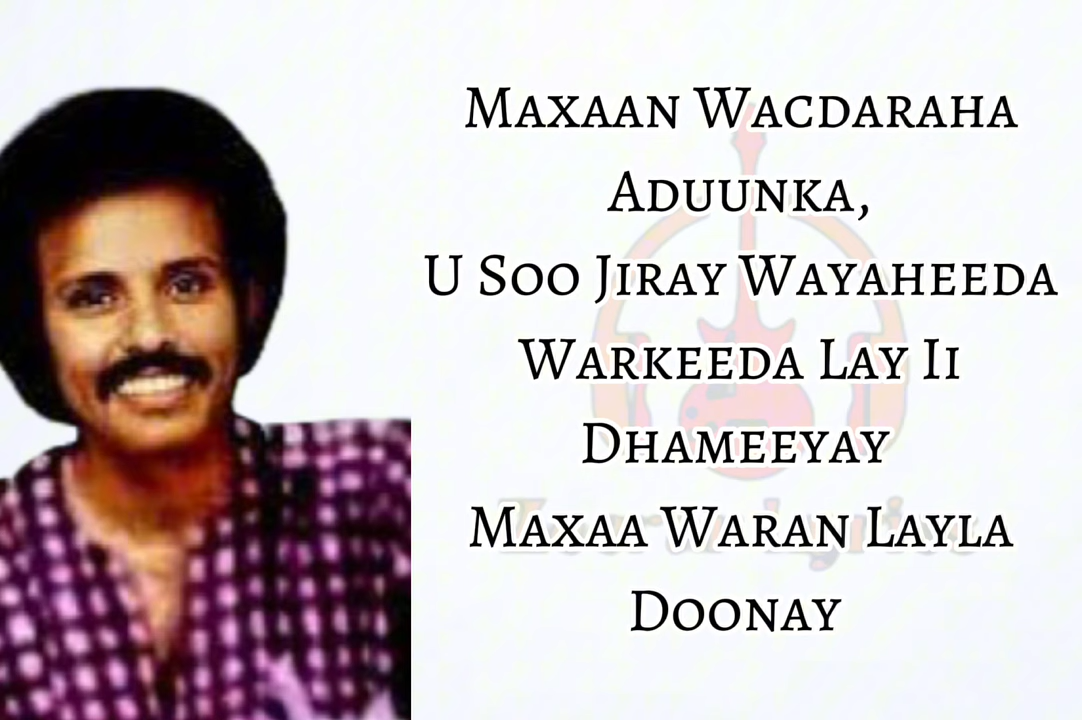 Maxaan Wacdaraha
Aduunka,
U Soo Jiray Wayaheeda
Warkeeda Lay Ii
Dhameeyay
Maxaa Waran Layla
Doonay